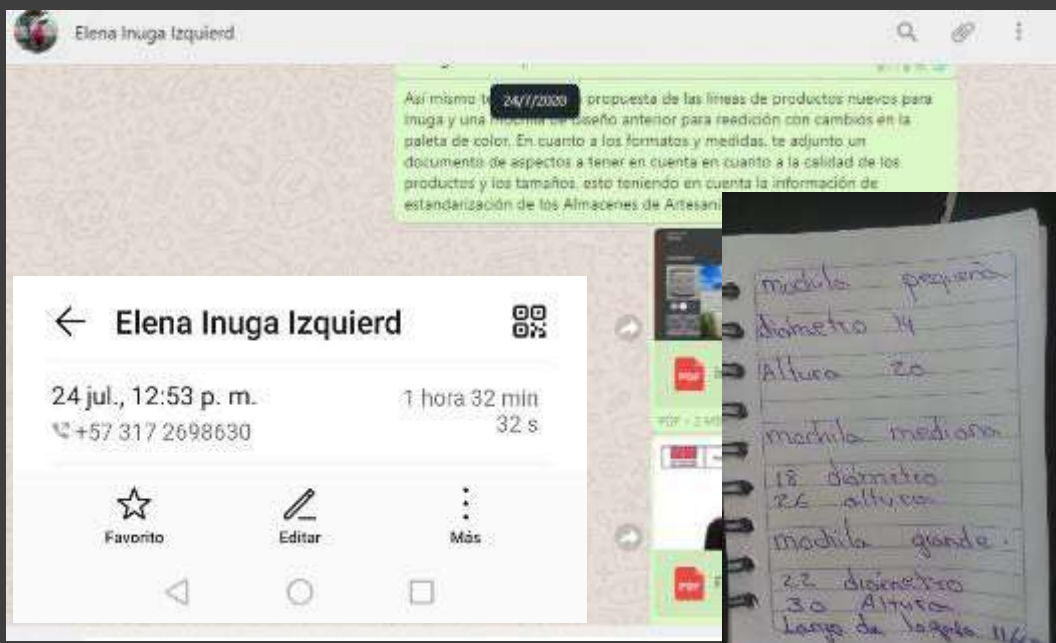 Elena Inuga Izquierd
24/7/2020
Así mismo propuesta de las líneas de productos nuevos para
Inuga y una diseño anterior para reedición con cambios en la
paleta de color. En cuanto a los formatos y medidas, te adjunto un
documento de aspectos a tener en cuenta en cuanto a la calidad de los
productos y los tamaños, esto teniendo en cuenta la información de
estandarización de los Almacenes de Artesaní
PDF
PDF
Elena Inuga Izquierd
24 jul., 12:53 p. m.
1 hora 32 min
32 s
+57 317 2698630
Favorito
Editar
Más
pequeña
diametro 14
Altura 20
mochila mediana
18 diametro
26 altura
mochila grande.
22 diametro
30 Altura
Largo de